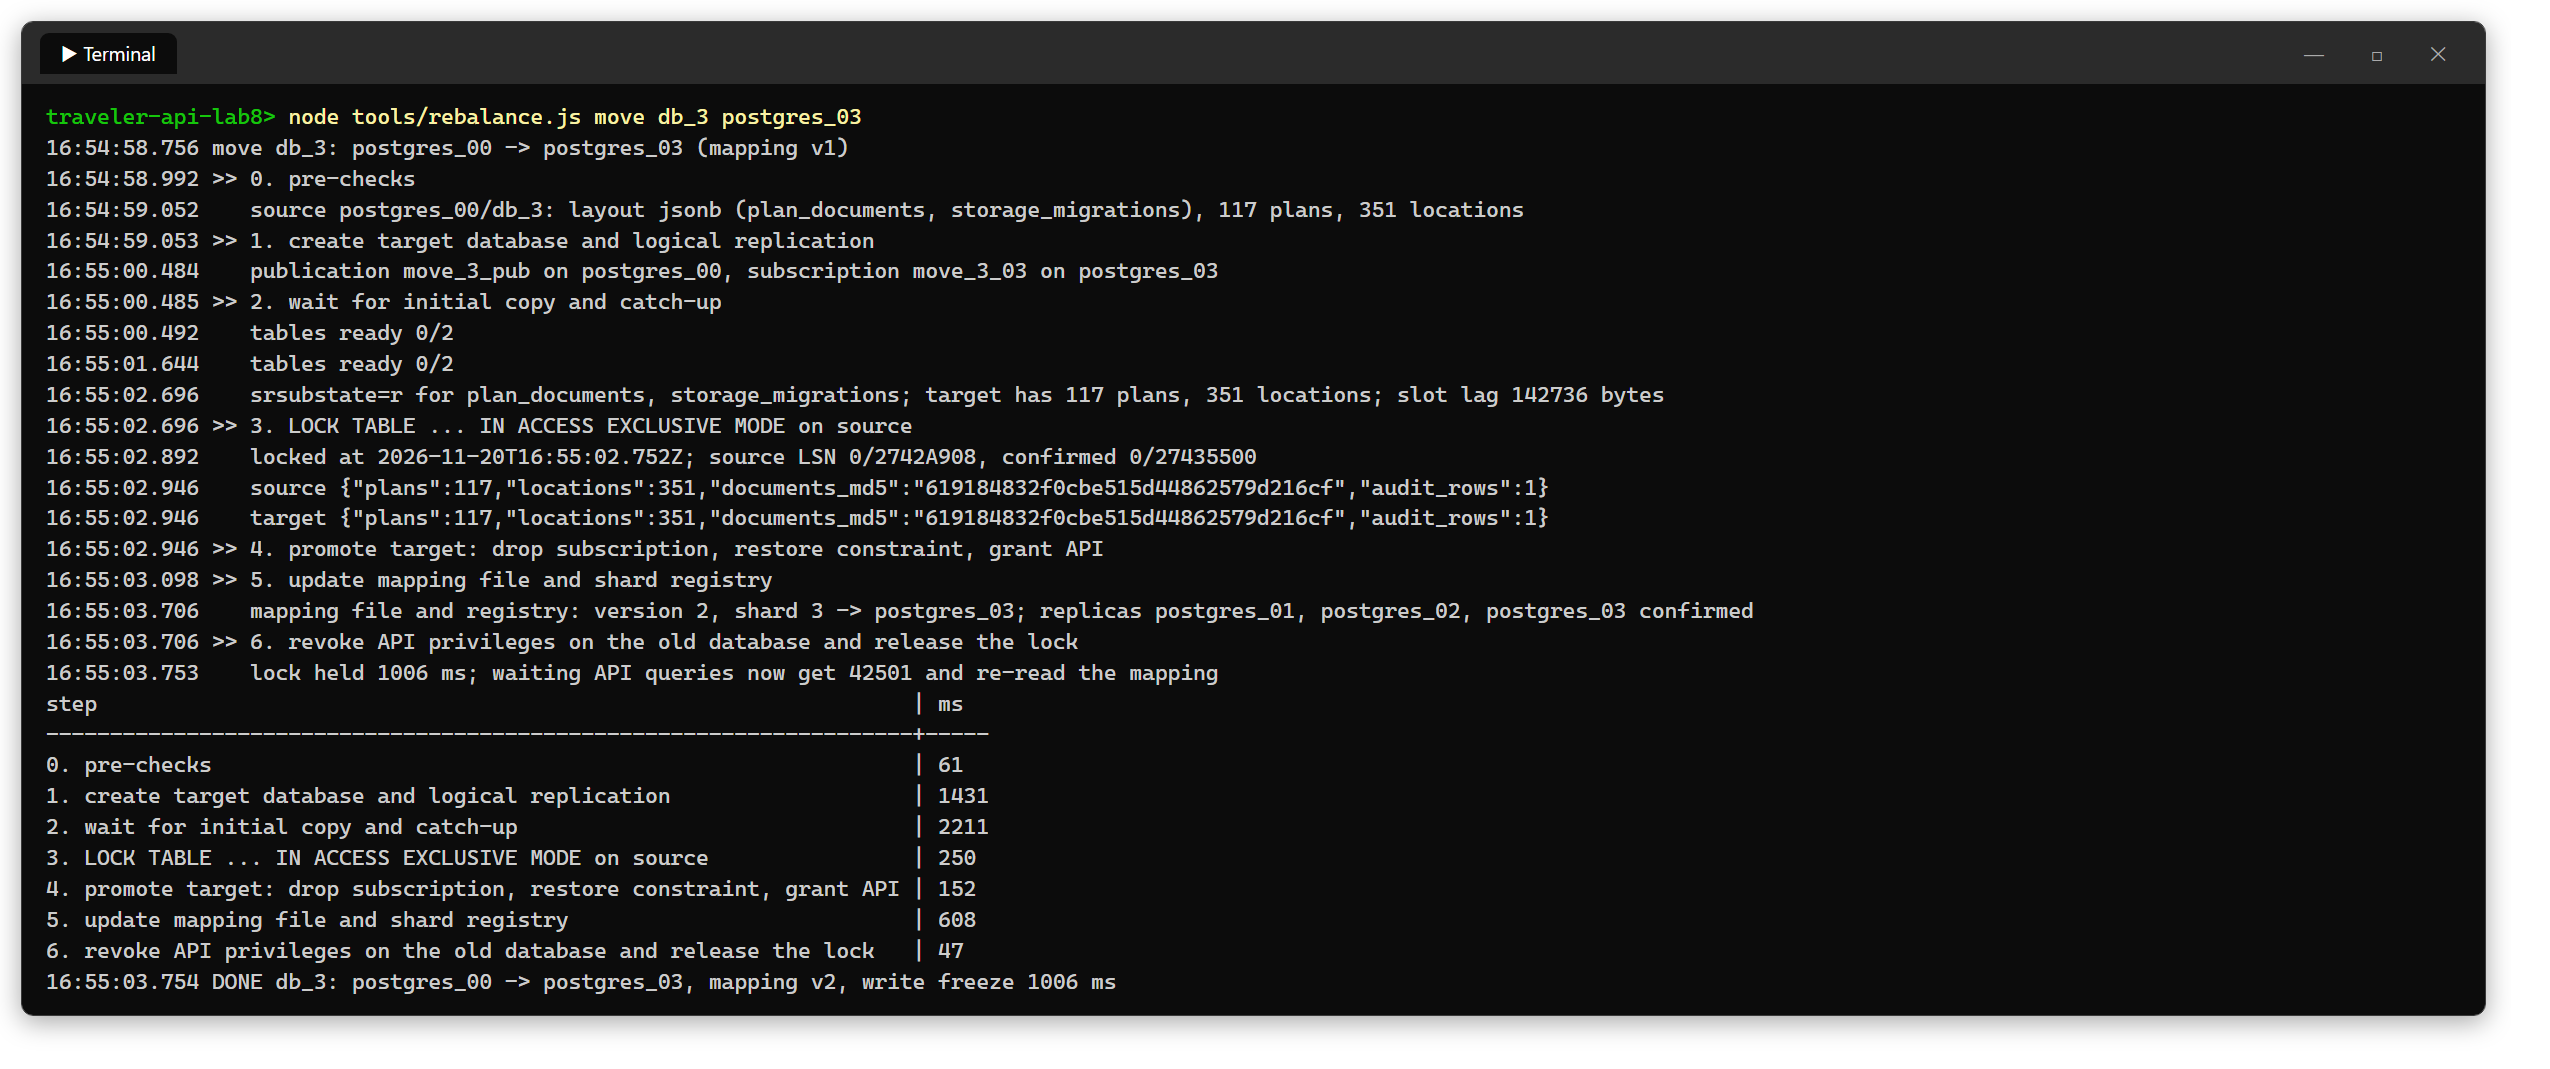 ▶ Terminal
traveler-api-lab8> node tools/rebalance.js move db_3 postgres_03
16:54:58.756 move db_3: postgres_00 -> postgres_03 (mapping v1)
16:54:58.992 >> 0. pre-checks
16:54:59.052    source postgres_00/db_3: layout jsonb (plan_documents, storage_migrations), 117 plans, 351 locations
16:54:59.053 >> 1. create target database and logical replication
16:55:00.484    publication move_3_pub on postgres_00, subscription move_3_03 on postgres_03
16:55:00.485 >> 2. wait for initial copy and catch-up
16:55:00.492    tables ready 0/2
16:55:01.644    tables ready 0/2
16:55:02.696    srsubstate=r for plan_documents, storage_migrations; target has 117 plans, 351 locations; slot lag 142736 bytes
16:55:02.696 >> 3. LOCK TABLE ... IN ACCESS EXCLUSIVE MODE on source
16:55:02.892    locked at 2026-11-20T16:55:02.752Z; source LSN 0/2742A908, confirmed 0/27435500
16:55:02.946    source {"plans":117,"locations":351,"documents_md5":"619184832f0cbe515d44862579d216cf","audit_rows":1}
16:55:02.946    target {"plans":117,"locations":351,"documents_md5":"619184832f0cbe515d44862579d216cf","audit_rows":1}
16:55:02.946 >> 4. promote target: drop subscription, restore constraint, grant API
16:55:03.098 >> 5. update mapping file and shard registry
16:55:03.706    mapping file and registry: version 2, shard 3 -> postgres_03; replicas postgres_01, postgres_02, postgres_03 confirmed
16:55:03.706 >> 6. revoke API privileges on the old database and release the lock
16:55:03.753    lock held 1006 ms; waiting API queries now get 42501 and re-read the mapping
step                                                                | ms
--------------------------------------------------------------------+-----
0. pre-checks                                                       | 61
1. create target database and logical replication                   | 1431
2. wait for initial copy and catch-up                               | 2211
3. LOCK TABLE ... IN ACCESS EXCLUSIVE MODE on source                | 250
4. promote target: drop subscription, restore constraint, grant API | 152
5. update mapping file and shard registry                           | 608
6. revoke API privileges on the old database and release the lock   | 47
16:55:03.754 DONE db_3: postgres_00 -> postgres_03, mapping v2, write freeze 1006 ms